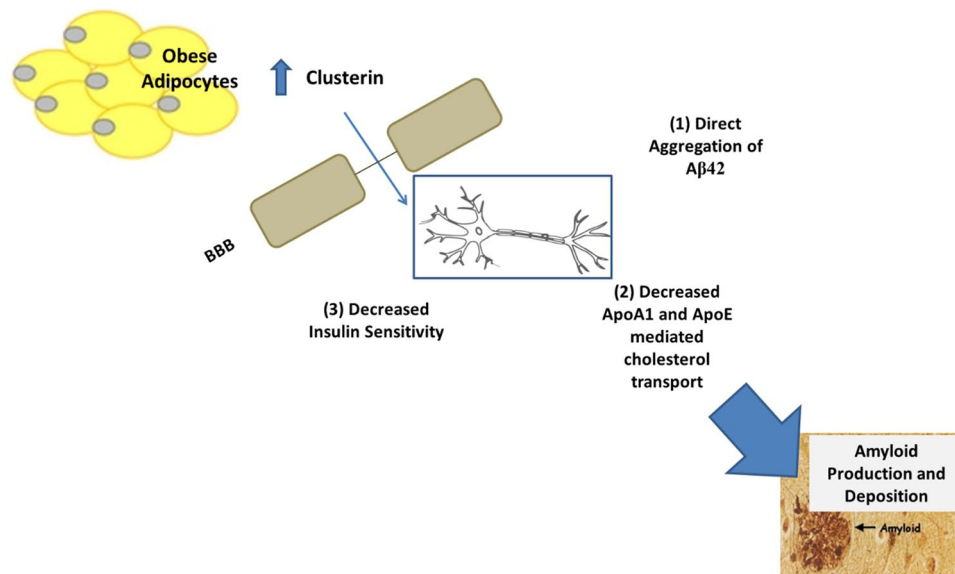 Obese
Adipocytes
Clusterin
BBB
(1) Direct
Aggregation of
Aβ42
(2) Decreased
ApoA1 and ApoE
mediated
cholesterol
transport
(3) Decreased
Insulin Sensitivity
Amyloid
Production and
Deposition
Amyloid